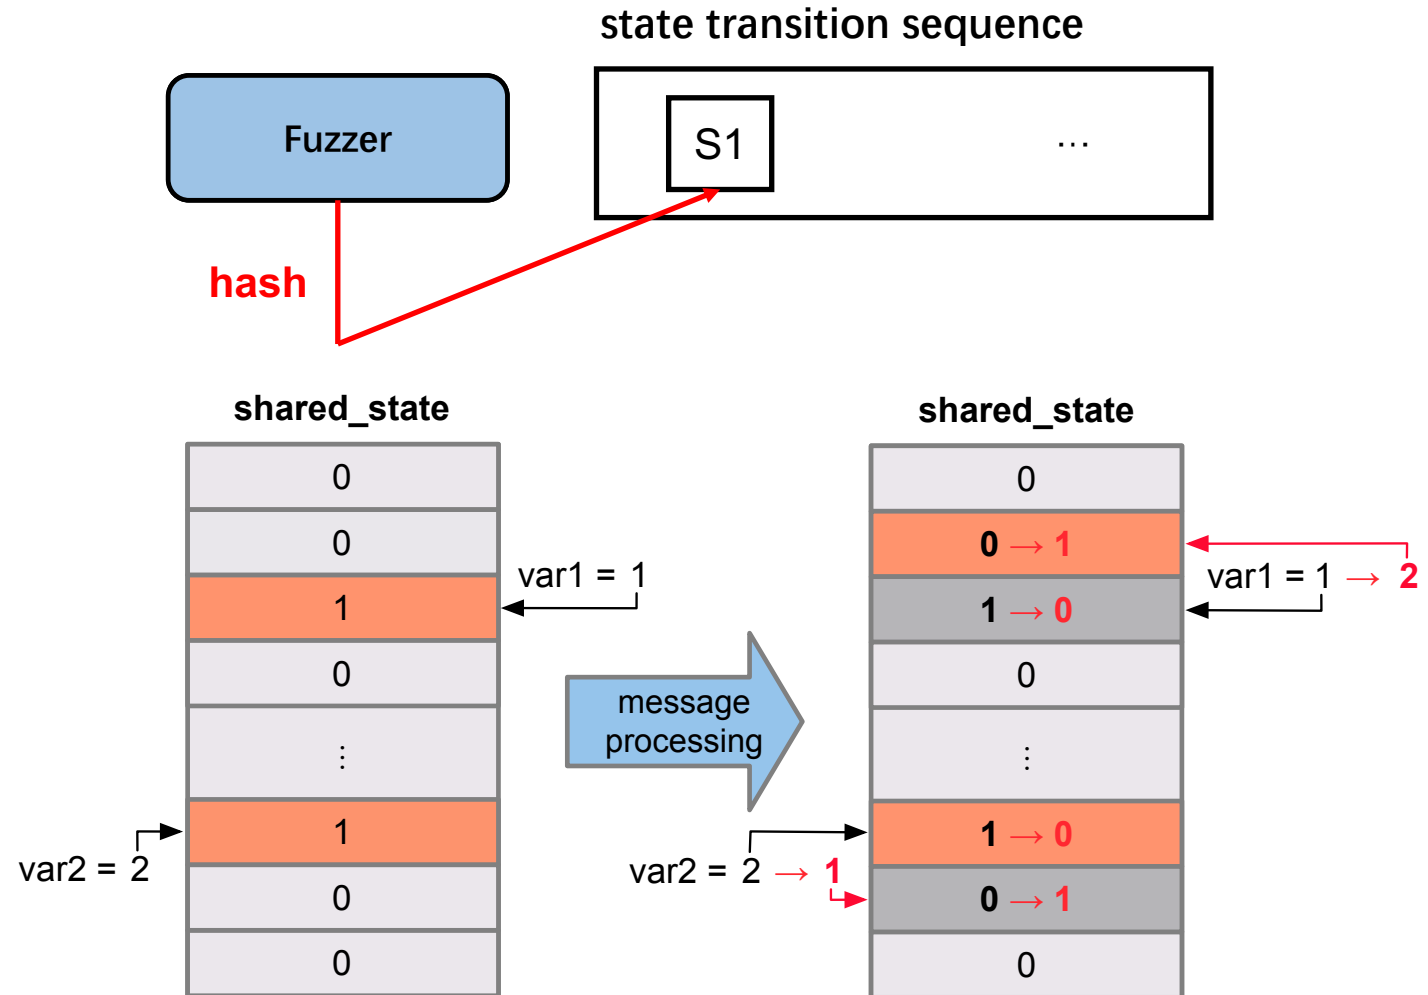 state transition sequence
Fuzzer
S1
...
hash
shared_state
0
0
1
0
⋮
1
0
0
var1 = 1
var2 = 2
message
processing
shared_state
0
0 → 1
1 → 0
0
⋮
1 → 0
0 → 1
0
var1 = 1 → 2
var2 = 2 → 1